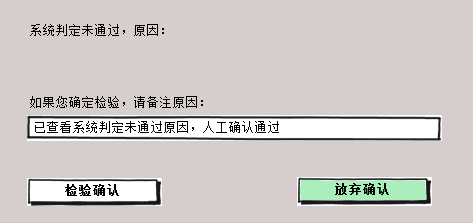 系统判定未通过，原因：
如果您确定检验，请备注原因：
已查看系统判定未通过原因，人工确认通过
检验确认
放弃确认